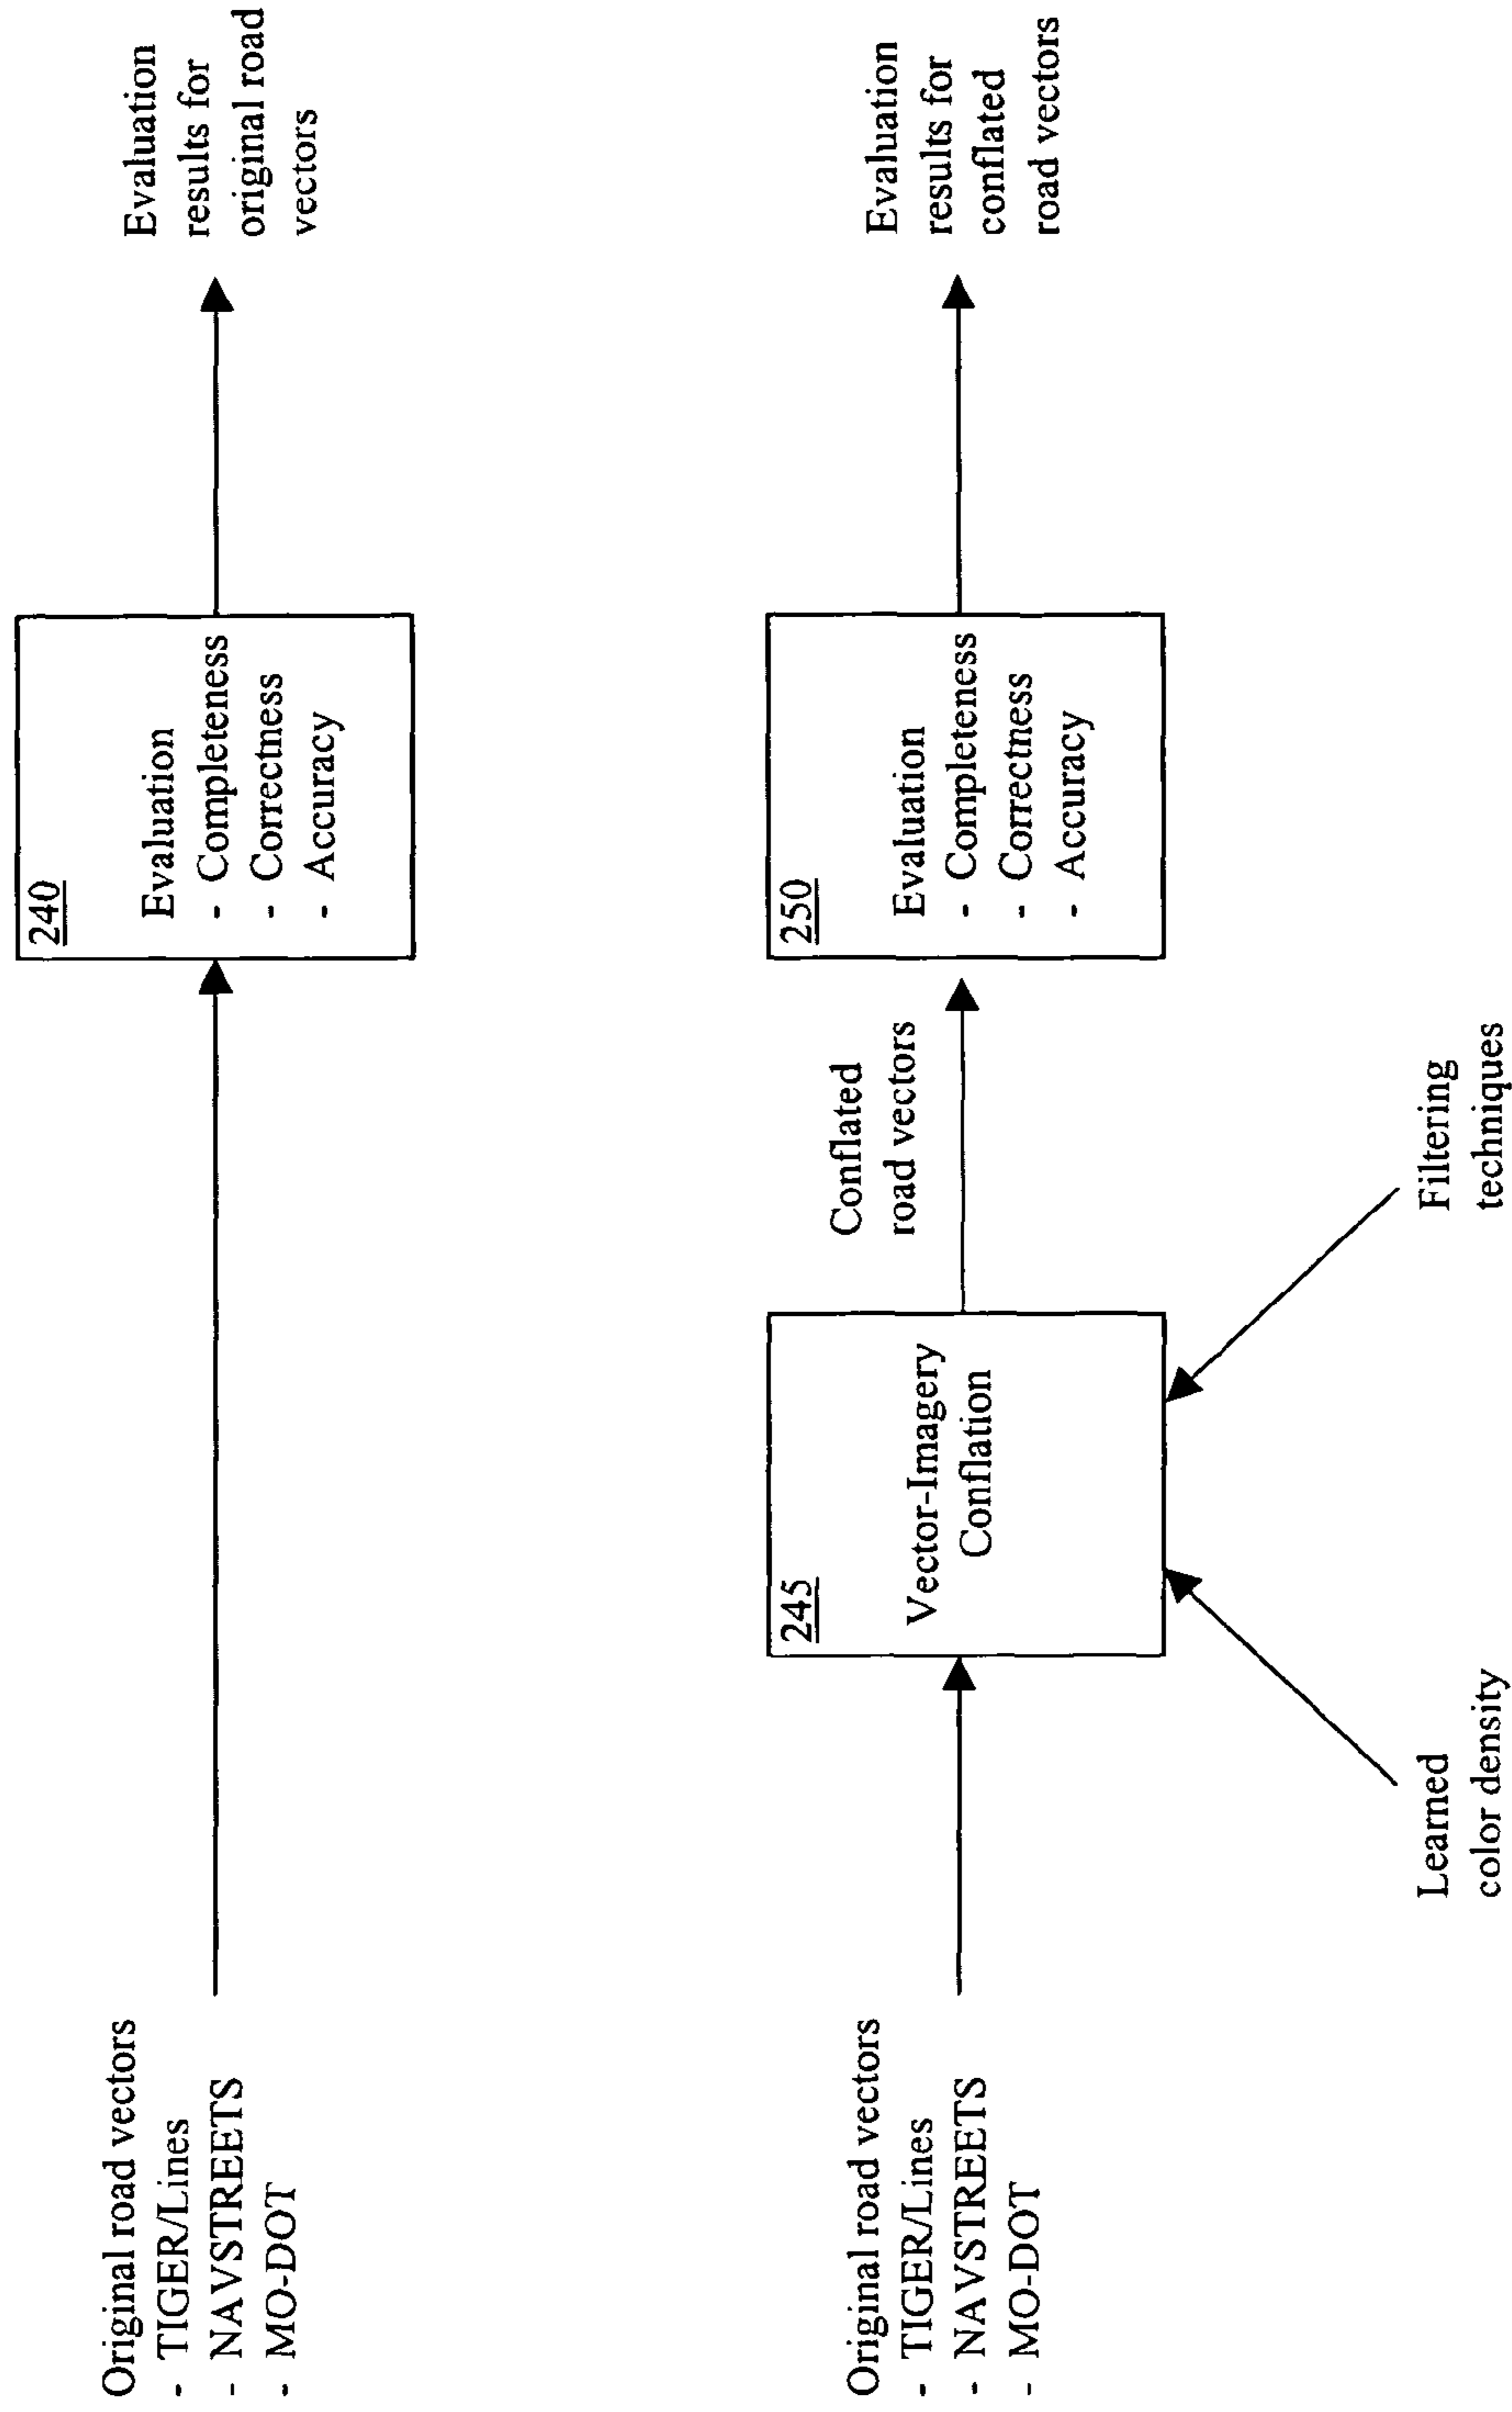 Original road vectors
- TIGER/Lines
- NAVSTREETS
- MO-DOT
240
Evaluation
- Completeness
- Correctness
- Accuracy
Evaluation
results for
original road
vectors
Original road vectors
- TIGER/Lines
- NAVSTREETS
- MO-DOT
245
Vector-Imagery
Conflation
Learned
color density
Filtering
techniques
Conflated
road vectors
250
Evaluation
- Completeness
- Correctness
- Accuracy
Evaluation
results for
conflated
road vectors